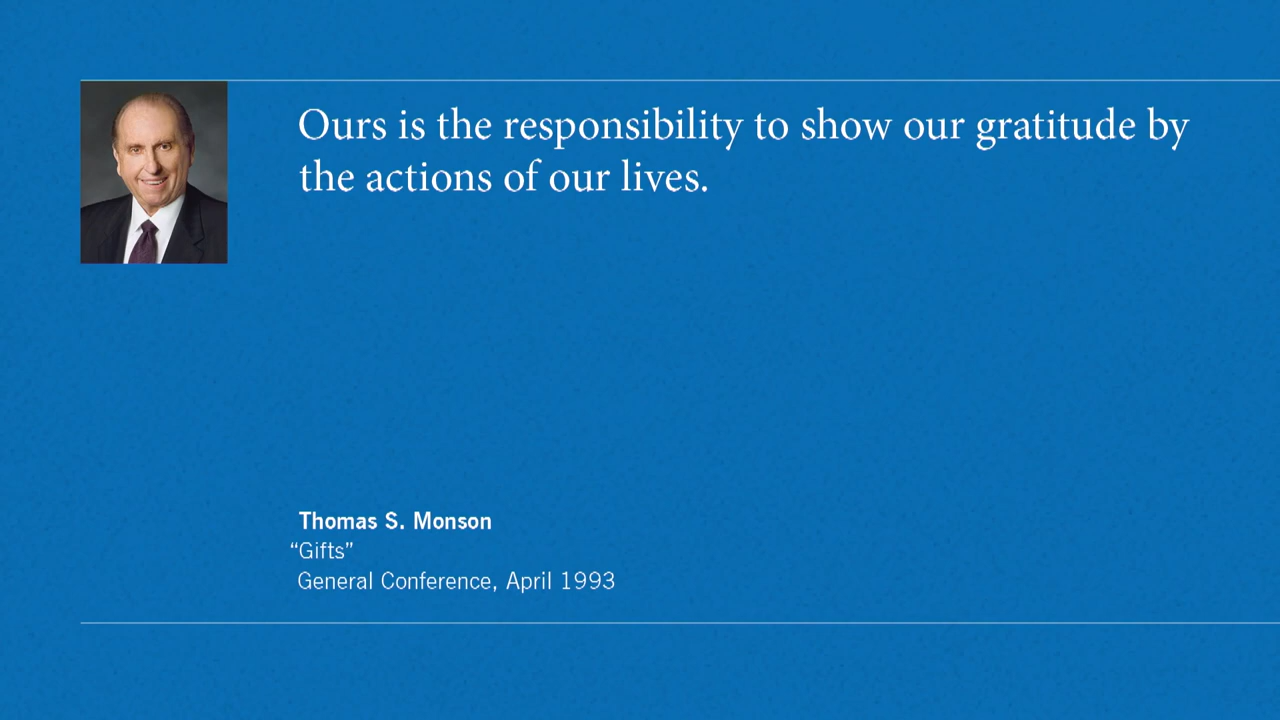 Ours is the responsibility to show our gratitude by
the actions of our lives.
Thomas S. Monson
“Gifts”
General Conference, April 1993